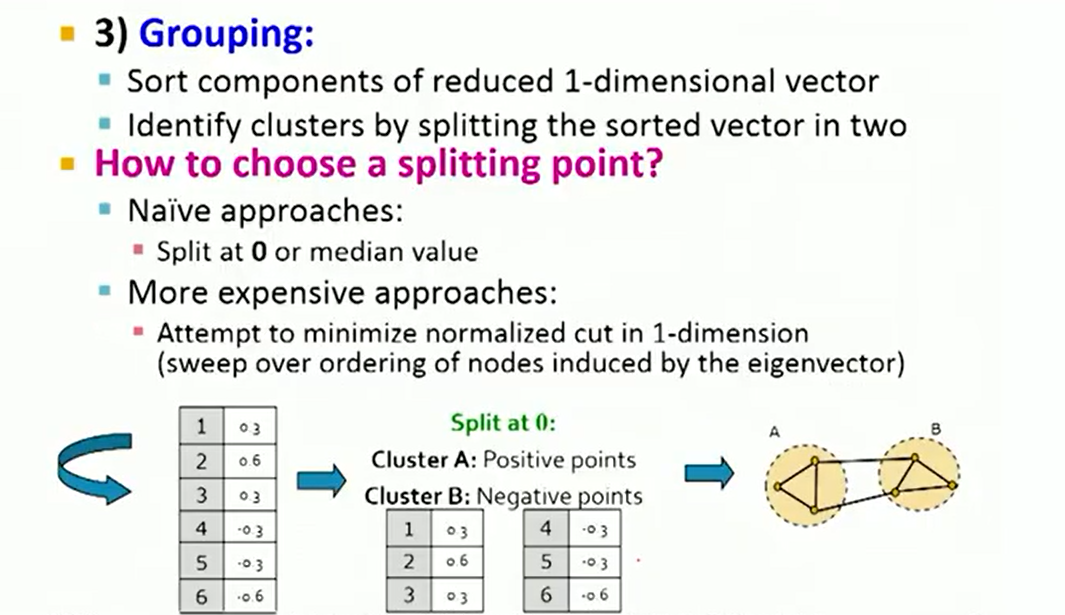 3) Grouping:
Sort components of reduced 1-dimensional vector
Identify clusters by splitting the sorted vector in two
How to choose a splitting point?
Naïve approaches:
Split at 0 or median value
More expensive approaches:
Attempt to minimize normalized cut in 1-dimension
(sweep over ordering of nodes induced by the eigenvector)
1 0.3
2 0.6
3 0.3
4 -0.3
5 -0.3
6 -0.6
Split at 0:
Cluster A: Positive points
Cluster B: Negative points
1 0.3
2 0.6
3 0.3
4 -0.3
5 -0.3
6 -0.6
A
B